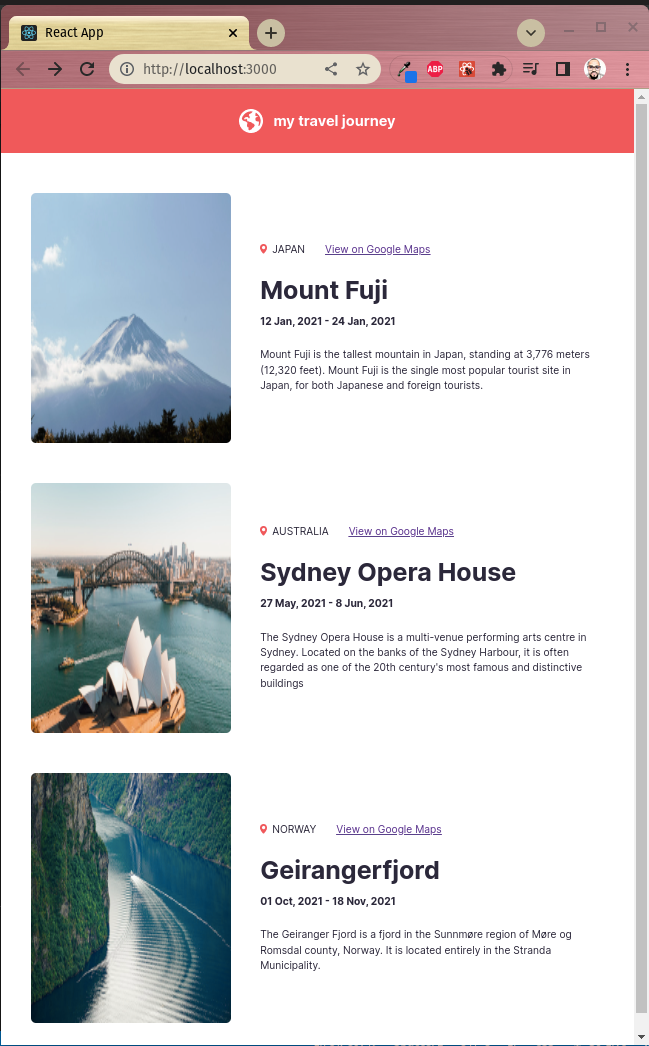 React App
http://localhost:3000
ABP
my travel journey
JAPAN View on Google Maps
Mount Fuji
12 Jan, 2021 - 24 Jan, 2021
Mount Fuji is the tallest mountain in Japan, standing at 3,776 meters
(12,320 feet). Mount Fuji is the single most popular tourist site in
Japan, for both Japanese and foreign tourists.
AUSTRALIA View on Google Maps
Sydney Opera House
27 May, 2021 - 8 Jun, 2021
The Sydney Opera House is a multi-venue performing arts centre in
Sydney. Located on the banks of the Sydney Harbour, it is often
regarded as one of the 20th century's most famous and distinctive
buildings
NORWAY View on Google Maps
Geirangerfjord
01 Oct, 2021 - 18 Nov, 2021
The Geiranger Fjord is a fjord in the Sunnmøre region of Møre og
Romsdal county, Norway. It is located entirely in the Stranda
Municipality.